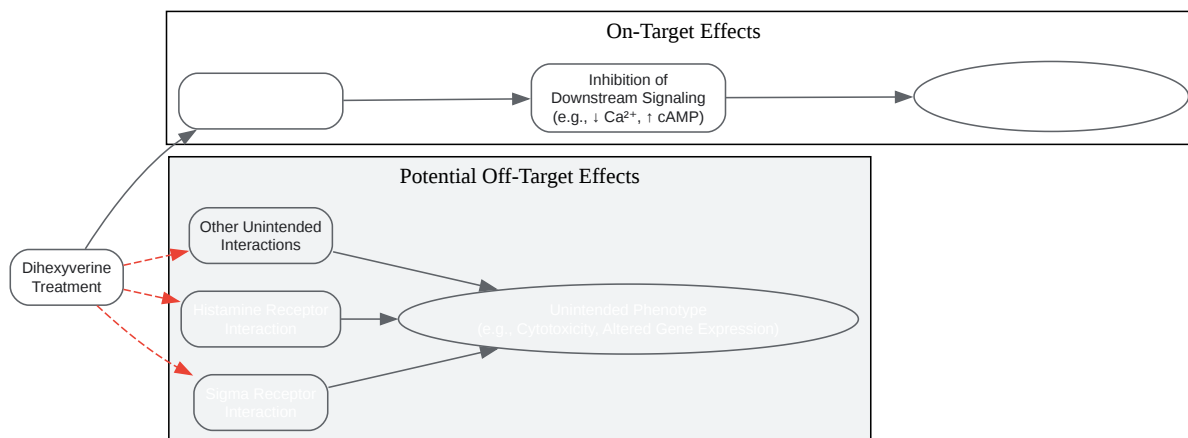 On-Target Effects
Inhibition of
Downstream Signaling
(e.g., ↓ Ca²⁺, ↑ cAMP)
Potential Off-Target Effects
Other Unintended
Interactions
Dihexyverine
Treatment
Histamine Receptor
Interaction
Unintended Phenotype
(e.g., Cytotoxicity, Altered Gene Expression)
Sigma Receptor
Interaction